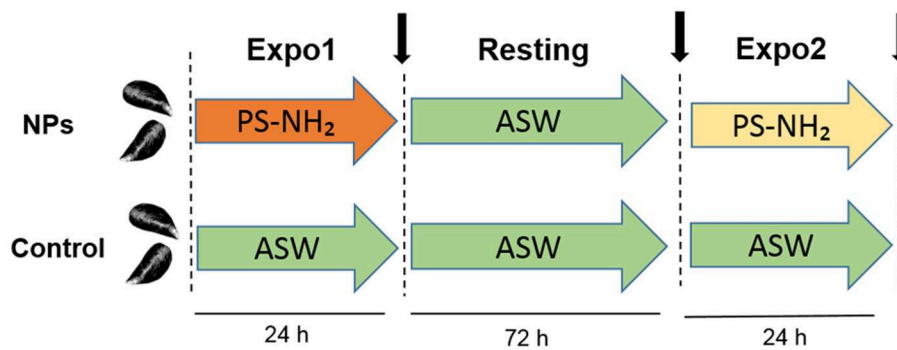 Expo1 Resting Expo2
NPs PS-NH₂ ASW PS-NH₂
Control ASW ASW ASW
24 h 72 h 24 h